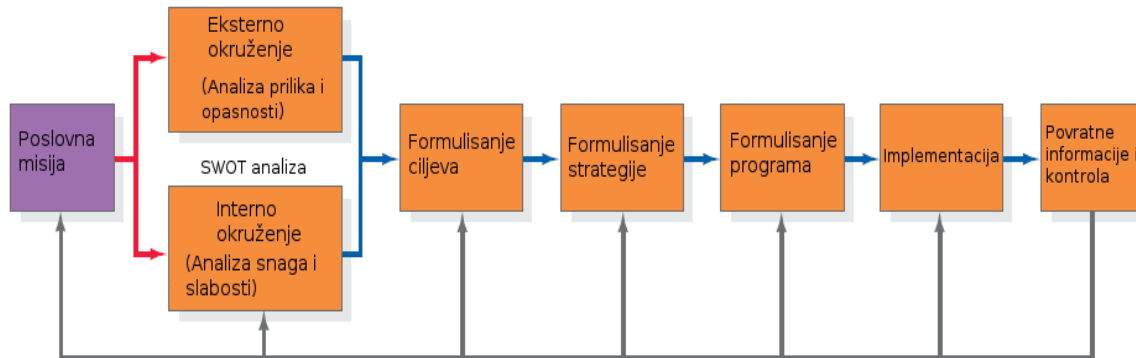 Poslovna
misija
Eksterno
okruženje
(Analiza prilika i
opasnosti)
SWOT analiza
Interno
okruženje
(Analiza snaga i
slabosti)
Formulisanje
ciljeva
Formulisanje
strategije
Formulisanje
programa
Implementacija
Povratne
informacije i
kontrola